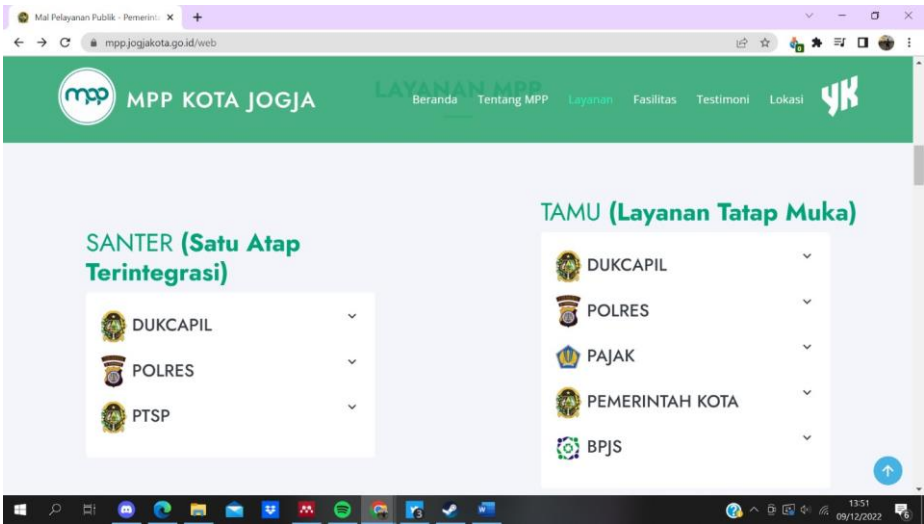 Mal Pelayanan Publik - Pemerinta
mpp.jogjakota.go.id/web
mpp
MPP KOTA JOGJA
LAYANAN MPP
Beranda Tentang MPP Layanan Fasilitas Testimoni Lokasi
YK
SANTER (Satu Atap
Terintegrasi)
DUKCAPIL
POLRES
PTSP
TAMU (Layanan Tatap Muka)
DUKCAPIL
POLRES
PAJAK
PEMERINTAH KOTA
BPJS
13:51
09/12/2022